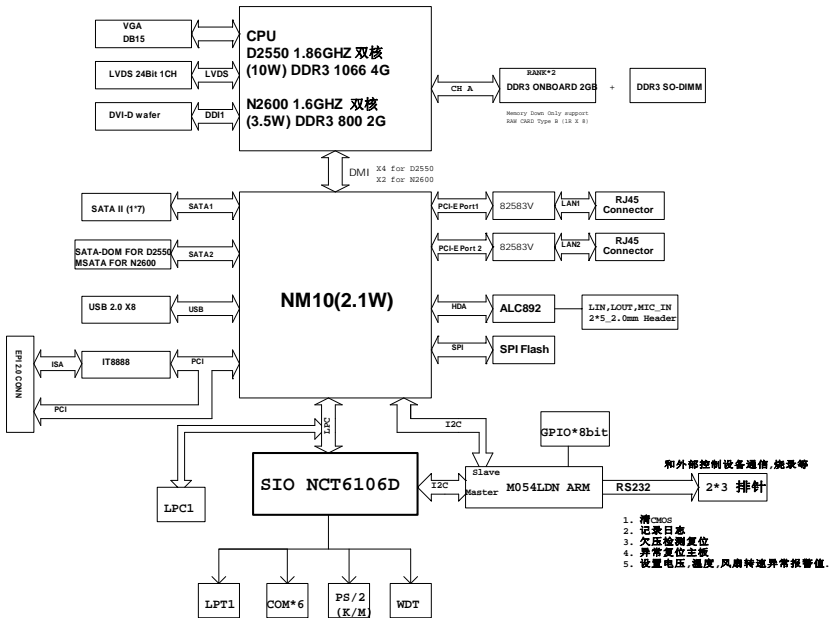 VGA
DB15
LVDS 24Bit 1CH
LVDS
DVI-D wafer
DDI1
CPU
D2550 1.86GHZ 双核
(10W) DDR3 1066 4G
N2600 1.6GHZ 双核
(3.5W) DDR3 800 2G
CH A
RANK*2
DDR3 ONBOARD 2GB
+
DDR3 SO-DIMM
Memory Down Only support
RAW CARD Type B (1R X 8)
DMI
X4 for D2550
X2 for N2600
SATA II (1*7)
SATA1
SATA-DOM FOR D2550
MSATA FOR N2600
SATA2
USB 2.0 X8
USB
EPI 2.0 CONN
ISA
IT8888
PCI
PCI
NM10(2.1W)
PCI-E Port1
82583V
LAN1
RJ45
Connector
PCI-E Port 2
82583V
LAN2
RJ45
Connector
HDA
ALC892
LIN,LOUT,MIC_IN
2*5_2.0mm Header
SPI
SPI Flash
LPC
I2C
GPIO*8bit
LPC1
SIO NCT6106D
I2C
Slave
Master
M054LDN ARM
RS232
和外部控制设备通信,烧录等
2*3 排针
1. 清CMOS
2. 记录日志
3. 欠压检测复位
4. 异常复位主板
5. 设置电压,温度,风扇转速异常报警值.
LPT1
COM*6
PS/2
(K/M)
WDT